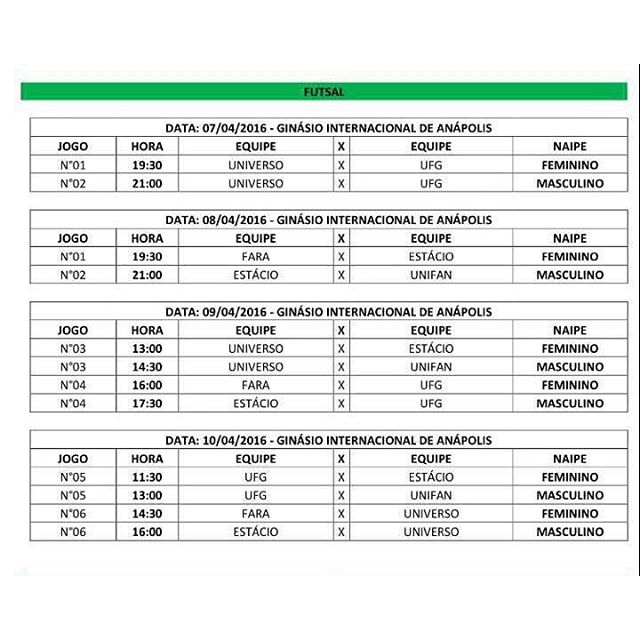 FUTSAL
DATA: 07/04/2016 - GINÁSIO INTERNACIONAL DE ANÁPOLIS
JOGO HORA EQUIPE X EQUIPE NAIPE
N°01 19:30 UNIVERSO X UFG FEMININO
N°02 21:00 UNIVERSO X UFG MASCULINO
DATA: 08/04/2016 - GINÁSIO INTERNACIONAL DE ANÁPOLIS
JOGO HORA EQUIPE X EQUIPE NAIPE
N°01 19:30 FARA X ESTÁCIO FEMININO
N°02 21:00 ESTÁCIO X UNIFAN MASCULINO
DATA: 09/04/2016 - GINÁSIO INTERNACIONAL DE ANÁPOLIS
JOGO HORA EQUIPE X EQUIPE NAIPE
N°03 13:00 UNIVERSO X ESTÁCIO FEMININO
N°03 14:30 UNIVERSO X UNIFAN MASCULINO
N°04 16:00 FARA X UFG FEMININO
N°04 17:30 ESTÁCIO X UFG MASCULINO
DATA: 10/04/2016 - GINÁSIO INTERNACIONAL DE ANÁPOLIS
JOGO HORA EQUIPE X EQUIPE NAIPE
N°05 11:30 UFG X ESTÁCIO FEMININO
N°05 13:00 UFG X UNIFAN MASCULINO
N°06 14:30 FARA X UNIVERSO FEMININO
N°06 16:00 ESTÁCIO X UNIVERSO MASCULINO